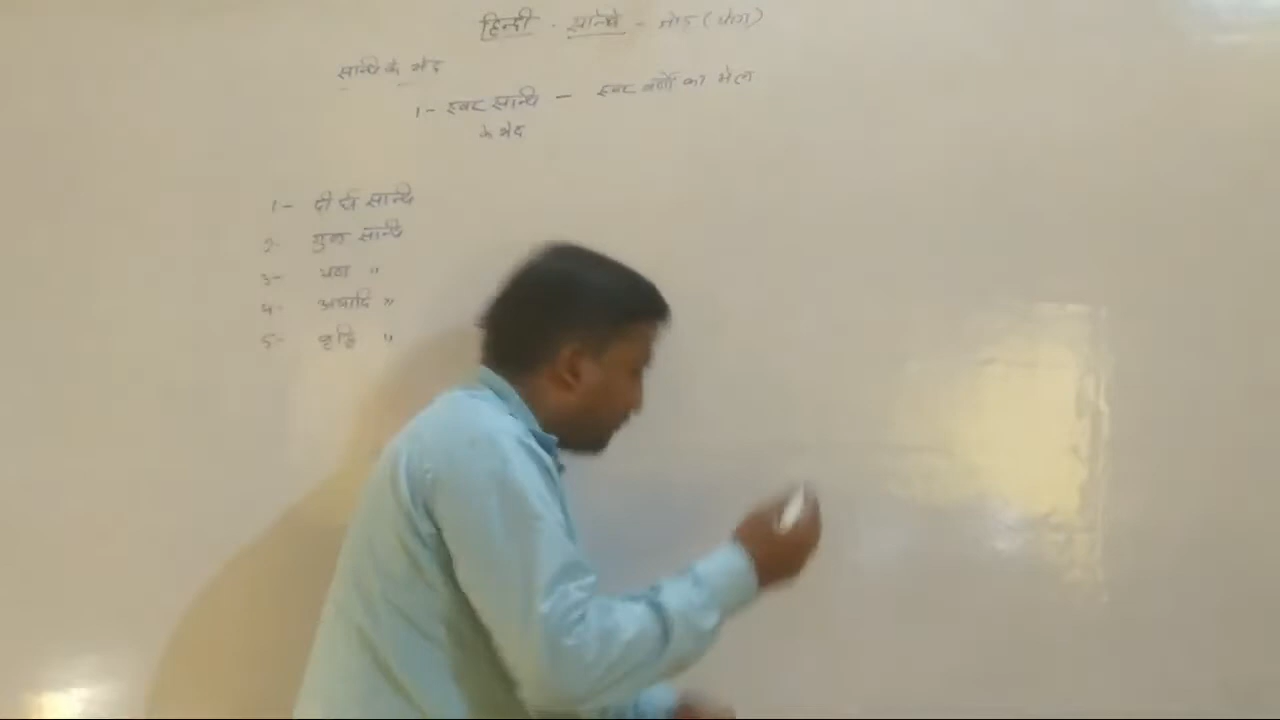 हिन्दी - सन्धि - मेल (योग)
सन्धि के भेद
1- स्वर सन्धि - स्वर वर्णों का मेल
के भेद
1- दीर्घ सन्धि
2- गुण सन्धि
3- यण "
4- अयादि "
5- वृद्धि "